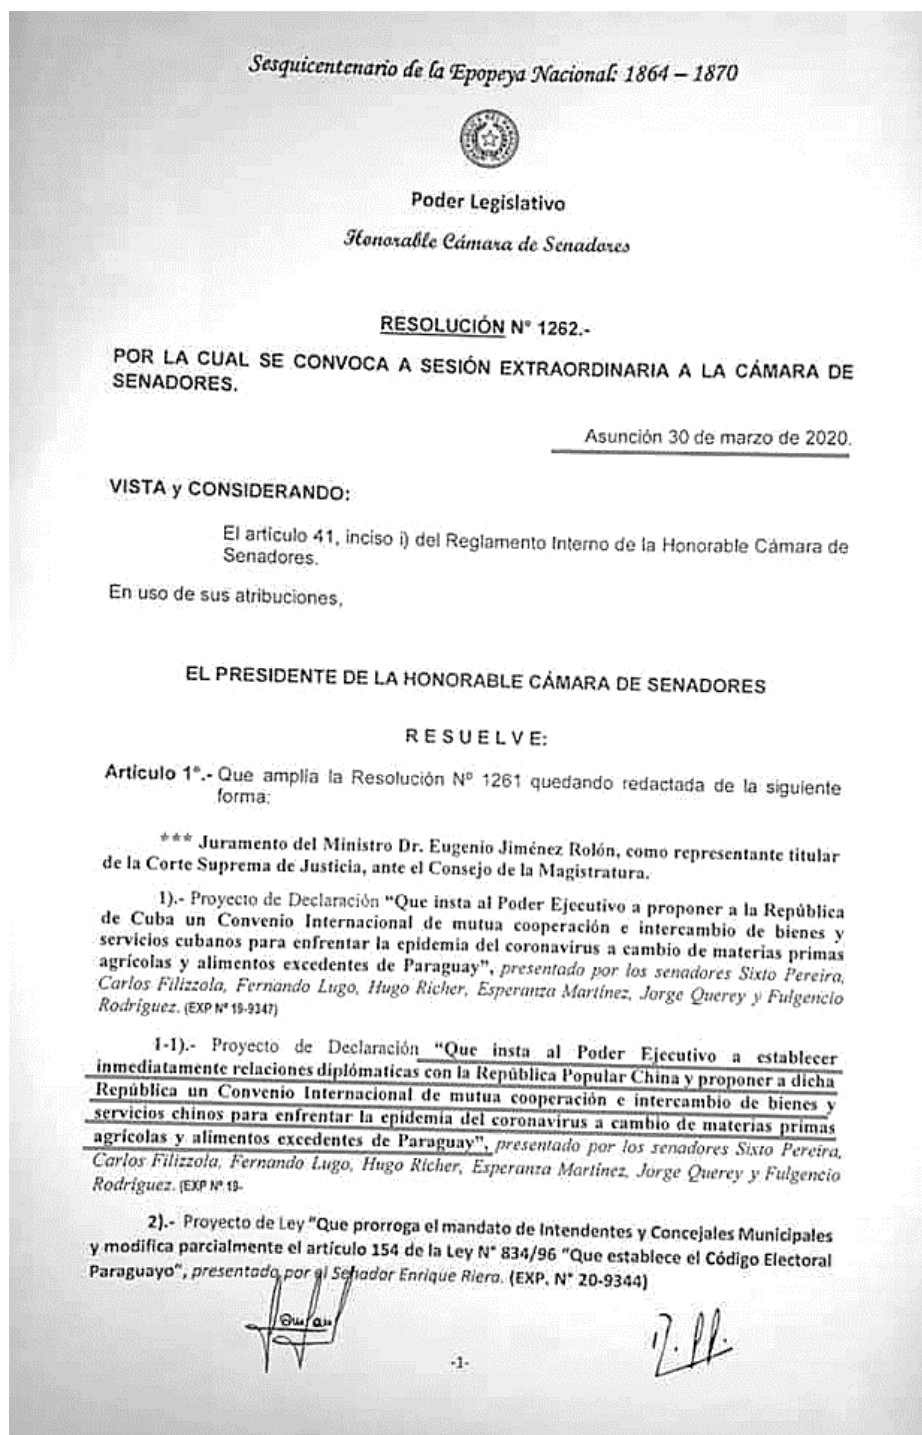 Sesquicentenario de la Epopeya Nacional: 1864 – 1870
Poder Legislativo
Honorable Cámara de Senadores
RESOLUCIÓN N° 1262.-
POR LA CUAL SE CONVOCA A SESIÓN EXTRAORDINARIA A LA CÁMARA DE
SENADORES.
Asunción 30 de marzo de 2020.
VISTA y CONSIDERANDO:
El artículo 41, inciso i) del Reglamento Interno de la Honorable Cámara de
Senadores.
En uso de sus atribuciones,
EL PRESIDENTE DE LA HONORABLE CÁMARA DE SENADORES
R E S U E L V E:
Artículo 1°.- Que amplia la Resolución Nº 1261 quedando redactada de la siguiente
forma:
*** Juramento del Ministro Dr. Eugenio Jiménez Rolón, como representante titular
de la Corte Suprema de Justicia, ante el Consejo de la Magistratura.
1).- Proyecto de Declaración “Que insta al Poder Ejecutivo a proponer a la República
de Cuba un Convenio Internacional de mutua cooperación e intercambio de bienes y
servicios cubanos para enfrentar la epidemia del coronavirus a cambio de materias primas
agrícolas y alimentos excedentes de Paraguay”, presentado por los senadores Sixto Pereira,
Carlos Filizzola, Fernando Lugo, Hugo Richer, Esperanza Martínez, Jorge Querey y Fulgencio
Rodríguez. (EXP Nº 19-9347)
1-1).- Proyecto de Declaración “Que insta al Poder Ejecutivo a establecer
inmediatamente relaciones diplómaticas con la República Popular China y proponer a dicha
República un Convenio Internacional de mutua cooperación e intercambio de bienes y
servicios chinos para enfrentar la epidemia del coronavirus a cambio de materias primas
agrícolas y alimentos excedentes de Paraguay”, presentado por los senadores Sixto Pereira,
Carlos Filizzola, Fernando Lugo, Hugo Richer, Esperanza Martínez, Jorge Querey y Fulgencio
Rodríguez. (EXP Nº 19-
2).- Proyecto de Ley “Que prorroga el mandato de Intendentes y Concejales Municipales
y modifica parcialmente el artículo 154 de la Ley N° 834/96 “Que establece el Código Electoral
Paraguayo”, presentado por el Senador Enrique Riera. (EXP. N° 20-9344)
-1-